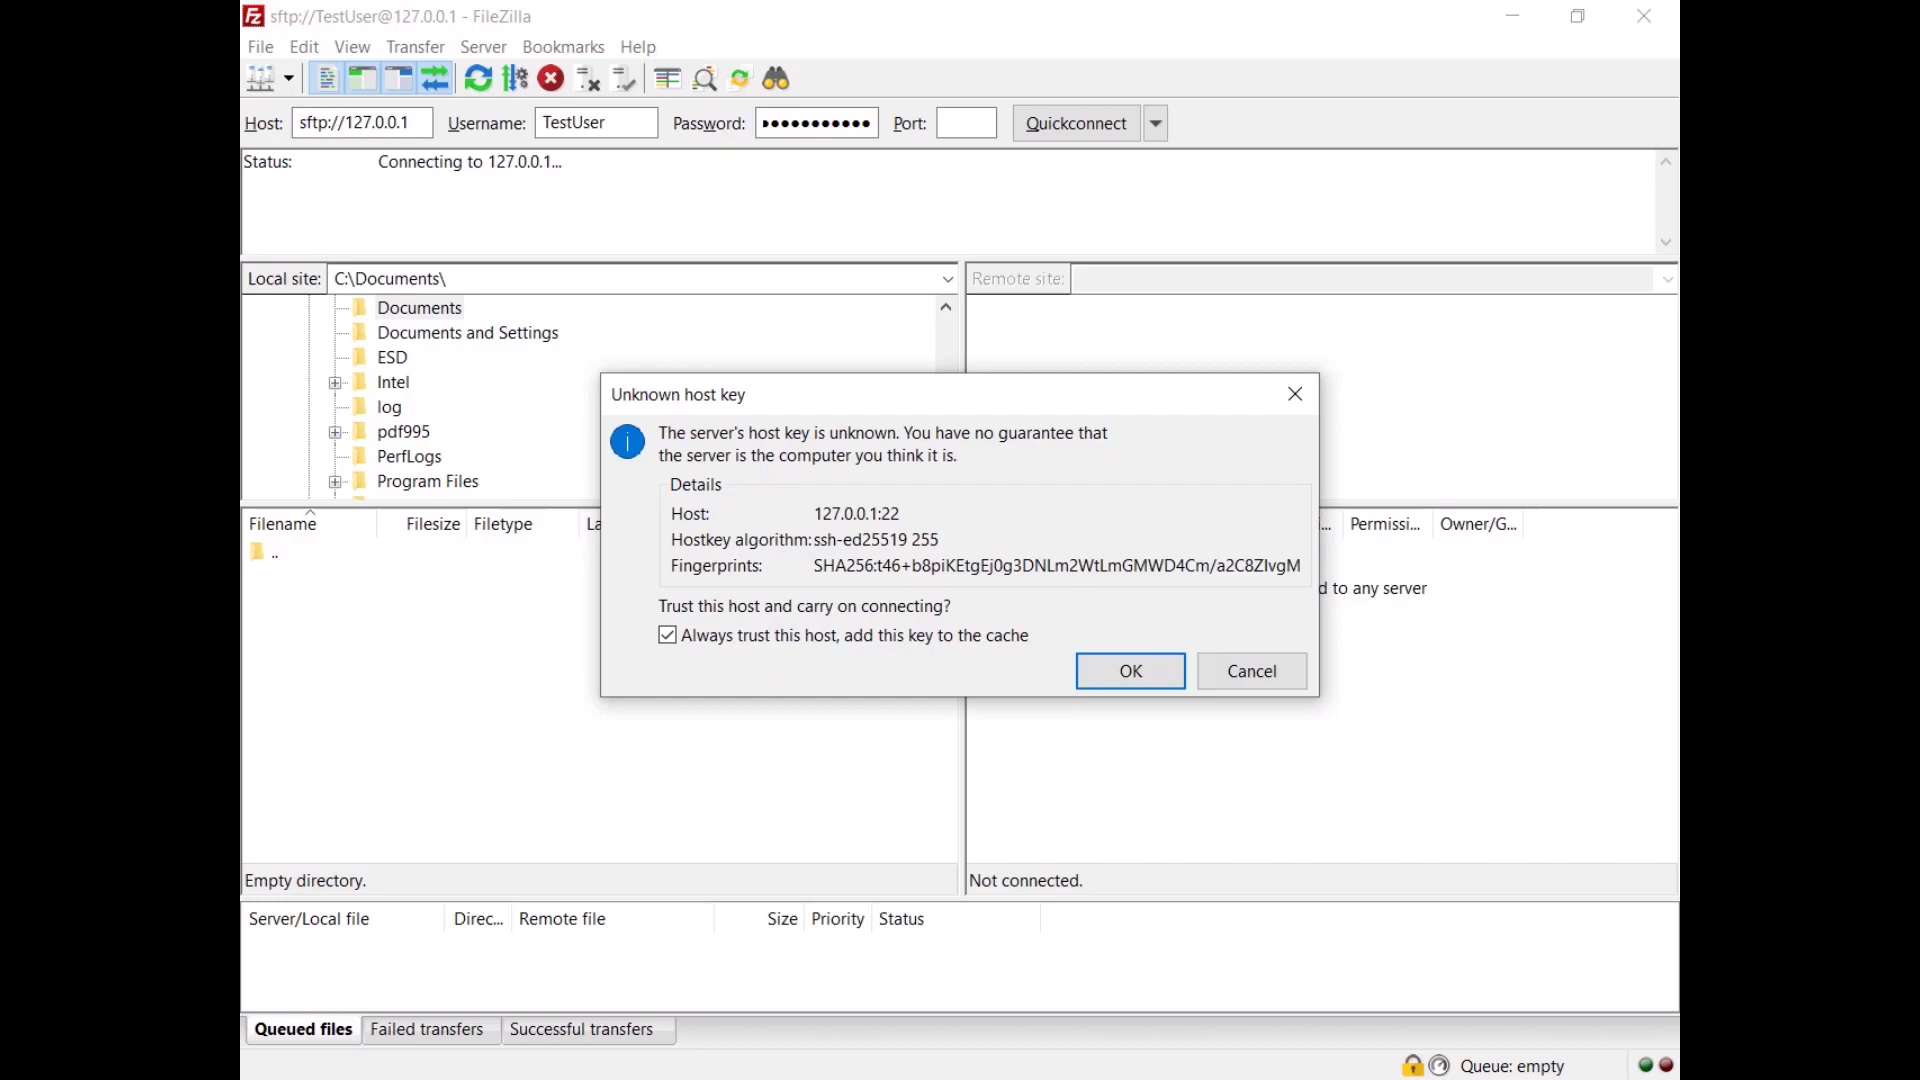 sftp://TestUser@127.0.0.1 - FileZilla
File Edit View Transfer Server Bookmarks Help
Host: sftp://127.0.0.1 Username: TestUser Password: ●●●●●●●●●●● Port: Quickconnect
Status: Connecting to 127.0.0.1...
Local site: C:\Documents\ Remote site:
Documents
Documents and Settings
ESD
Intel
log
pdf995
PerfLogs
Program Files
Unknown host key
The server's host key is unknown. You have no guarantee that
the server is the computer you think it is.
Details
Host: 127.0.0.1:22
Hostkey algorithm: ssh-ed25519 255
Fingerprints: SHA256:t46+b8piKEtgEj0g3DNLm2WtLmGMWD4Cm/a2C8ZIvgM
Trust this host and carry on connecting?
Always trust this host, add this key to the cache
OK Cancel
Filename Filesize Filetype La ... Permissi... Owner/G...
..
d to any server
Empty directory. Not connected.
Server/Local file Direc... Remote file Size Priority Status
Queued files Failed transfers Successful transfers
Queue: empty